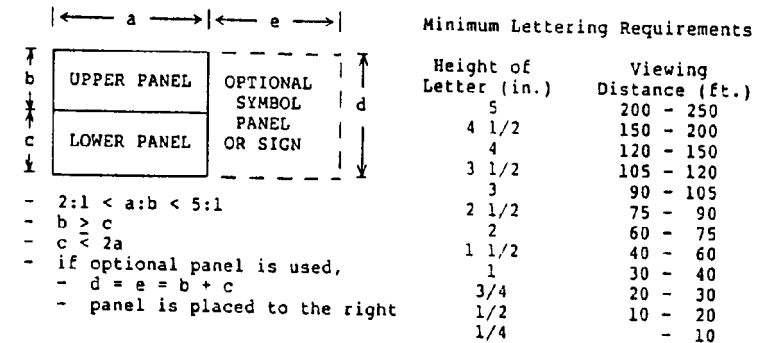 a e
b
c
d
UPPER PANEL
LOWER PANEL
OPTIONAL
SYMBOL
PANEL
OR SIGN
- 2:1 < a:b < 5:1
- b ≥ c
- c < 2a
- if optional panel is used,
- d = e = b + c
- panel is placed to the right
Minimum Lettering Requirements
Height of Viewing
Letter (in.) Distance (ft.)
5 200 - 250
4 1/2 150 - 200
4 120 - 150
3 1/2 105 - 120
3 90 - 105
2 1/2 75 - 90
2 60 - 75
1 1/2 40 - 60
1 30 - 40
3/4 20 - 30
1/2 10 - 20
1/4 - 10